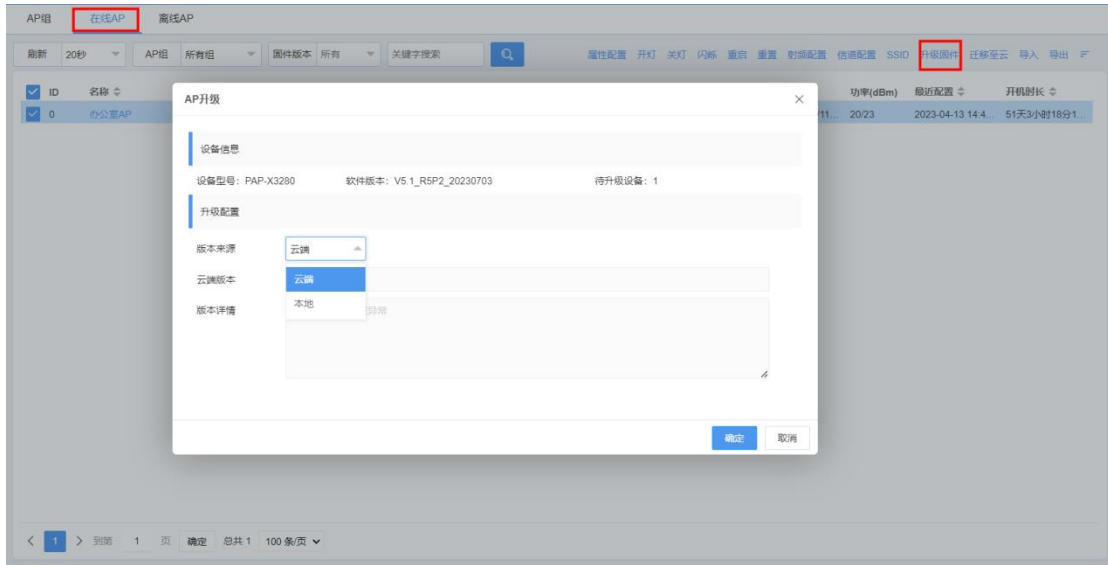 AP组 在线AP 离线AP
刷新 20秒 AP组 所有组 固件版本 所有 关键字搜索 属性配置 开灯 关灯 闪烁 重启 重置 射频配置 信道配置 SSID 升级固件 迁移至云 导入 导出
ID 名称 功率(dBm) 最近配置 开机时长
0 办公室AP 11... 20/23 2023-04-13 14:4... 51天3小时18分1...
AP升级
设备信息
设备型号: PAP-X3280 软件版本: V5.1_R5P2_20230703 待升级设备: 1
升级配置
版本来源 云端
云端版本 云端
版本详情 本地 异常
确定 取消
1 到第 1 页 确定 总共 1 100 条/页